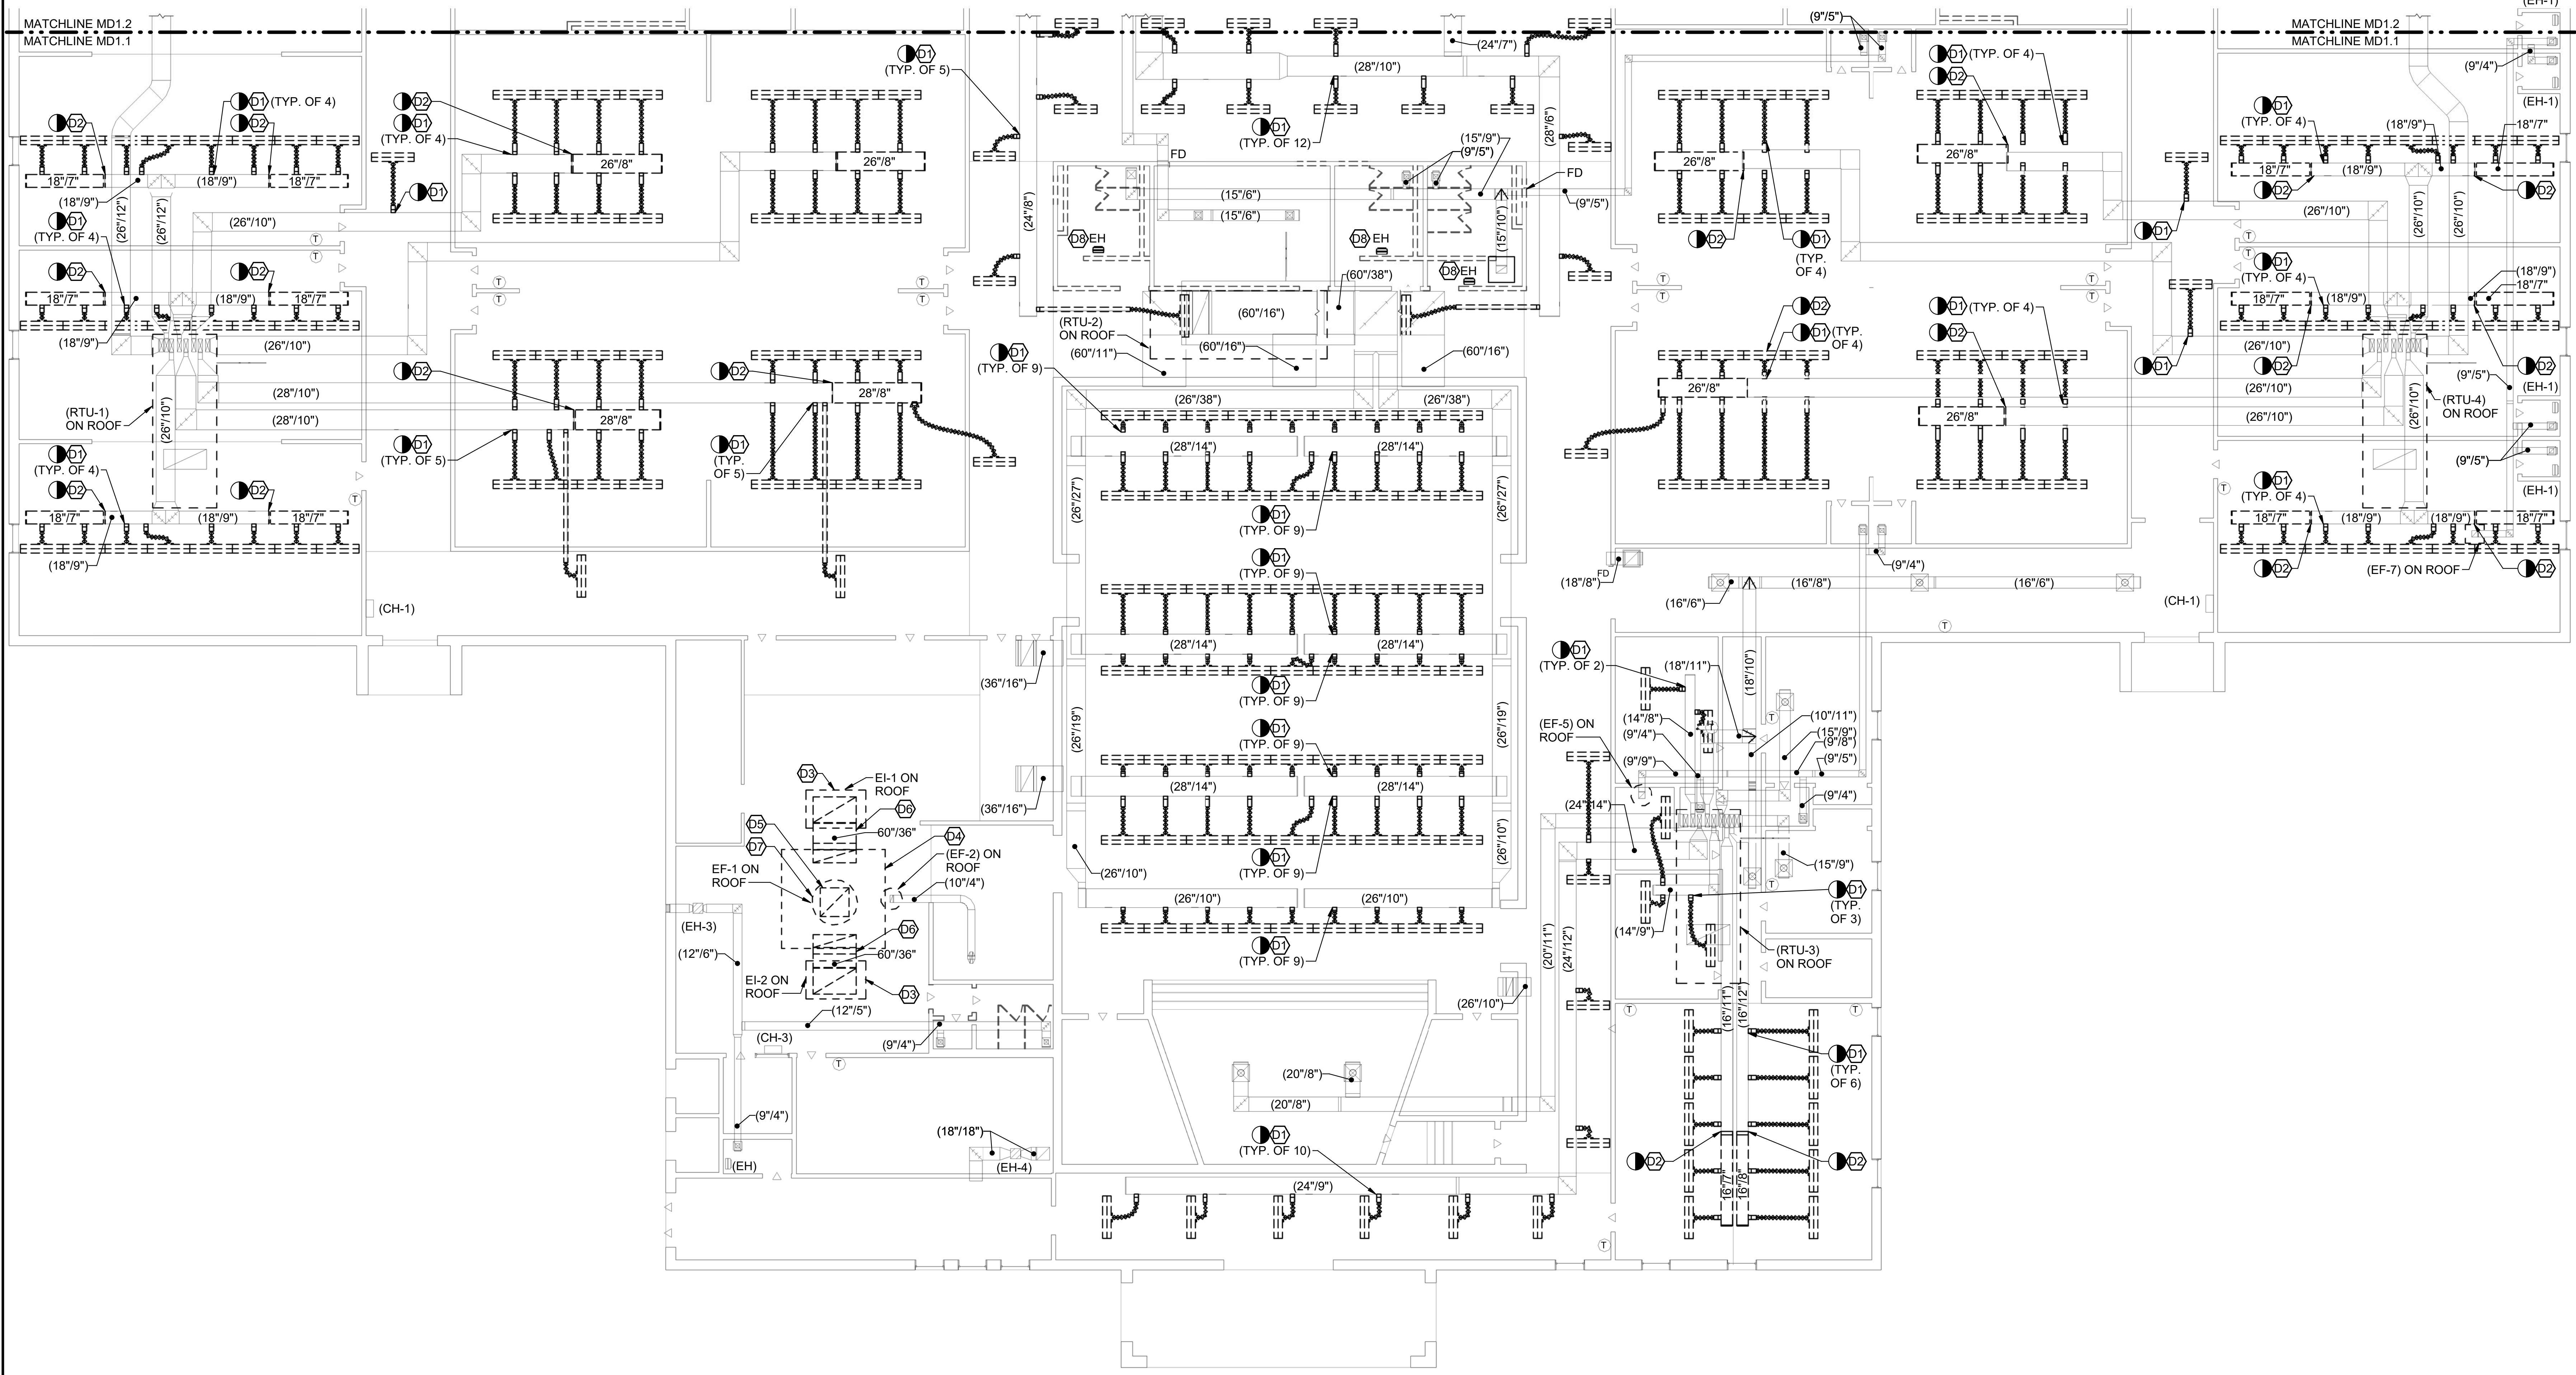 MATCHLINE MD1.2
MATCHLINE MD1.1
MATCHLINE MD1.2
MATCHLINE MD1.1
(EH-1)
(9"/5")
(24"/7")
D1
(TYP. OF 5)
(28"/10")
D1 (TYP. OF 4)
D2
(9"/4")
(EH-1)
D2
D1 (TYP. OF 4)
D2
D2
D1
(TYP. OF 4)
26"/8"
26"/8"
18"/7"
(18"/9")
18"/7"
(18"/9")
(26"/12")
(26"/12")
D1
D1
(TYP. OF 12)
(15"/9")
(9"/5")
(28"/6")
FD
FD
(15"/6")
(15"/6")
(9"/5")
(15"/10")
(24"/8")
26"/8"
26"/8"
D1
(TYP. OF 4)
(18"/9")
18"/7"
18"/7"
(18"/9")
D2
D2
D1
(TYP. OF 4)
(26"/10")
T
T
D8 EH
D8 EH
D8 EH
D2
D1
(TYP.
OF 4)
D1
(26"/10")
(26"/10")
(26"/10")
T
T
D2
D2
18"/7"
(18"/9")
18"/7"
(18"/9")
(26"/10")
T
T
T
T
(60"/38")
(60"/16")
(RTU-2)
ON ROOF
(60"/11")
(60"/16")
(60"/16")
T
T
T
T
D1
(TYP. OF 4)
18"/7"
(18"/9")
(18"/9")
18"/7"
D2
D1 (TYP.
OF 4)
D1 (TYP. OF 4)
D2
D1
(26"/10")
D2
D2
(9"/5")
(EH-1)
(RTU-1)
ON ROOF
(26"/10")
(28"/10")
(28"/10")
D2
28"/8"
D2
28"/8"
D1
(TYP. OF 5)
D1
(TYP.
OF 5)
D1
(TYP. OF 9)
(26"/38")
(26"/38")
(28"/14")
(28"/14")
(26"/27")
(26"/27")
D1
(TYP. OF 9)
26"/8"
26"/8"
(26"/10")
(26"/10")
(26"/10")
(RTU-4)
ON ROOF
(9"/5")
(EH-1)
D1
(TYP. OF 4)
D2
D2
18"/7"
(18"/9")
18"/7"
(18"/9")
T
T
D1
(TYP. OF 4)
18"/7"
(18"/9")
(18"/9")
18"/7"
D2
(EF-7) ON ROOF
D2
(CH-1)
(CH-1)
D1
(TYP. OF 9)
(28"/14")
(28"/14")
D1
(TYP. OF 9)
FD
(18"/8")
(9"/4")
(16"/6")
(16"/8")
(16"/6")
T
(36"/16")
(36"/16")
(26"/19")
(26"/19")
D1
(TYP. OF 9)
(28"/14")
(28"/14")
D1
(TYP. OF 9)
(26"/10")
(26"/10")
(26"/10")
(26"/10")
D1
(TYP. OF 9)
D1
(TYP. OF 2)
(18"/11")
(18"/10")
(14"/8")
(9"/4")
(EF-5) ON
ROOF
(9"/9")
T
(10"/11")
(15"/9")
(9"/8")
(9"/5")
(24"/14")
(9"/4")
(15"/9")
T
D1
(TYP.
OF 3)
(14"/9")
(RTU-3)
ON ROOF
D3
EI-1 ON
ROOF
D6
60"/36"
D5
D7
D4
(EF-2) ON
ROOF
EF-1 ON
ROOF
(10"/4")
D6
60"/36"
EI-2 ON
ROOF
D3
(EH-3)
(12"/6")
(12"/5")
(CH-3)
(9"/4")
T
(9"/4")
(EH)
(18"/18")
(EH-4)
(26"/10")
(20"/11")
(24"/12")
(20"/8")
(20"/8")
D1
(TYP. OF 10)
(24"/9")
T
T
(16"/11")
(16"/12")
D1
(TYP.
OF 6)
D2
D2
16"/7"
16"/8"
T